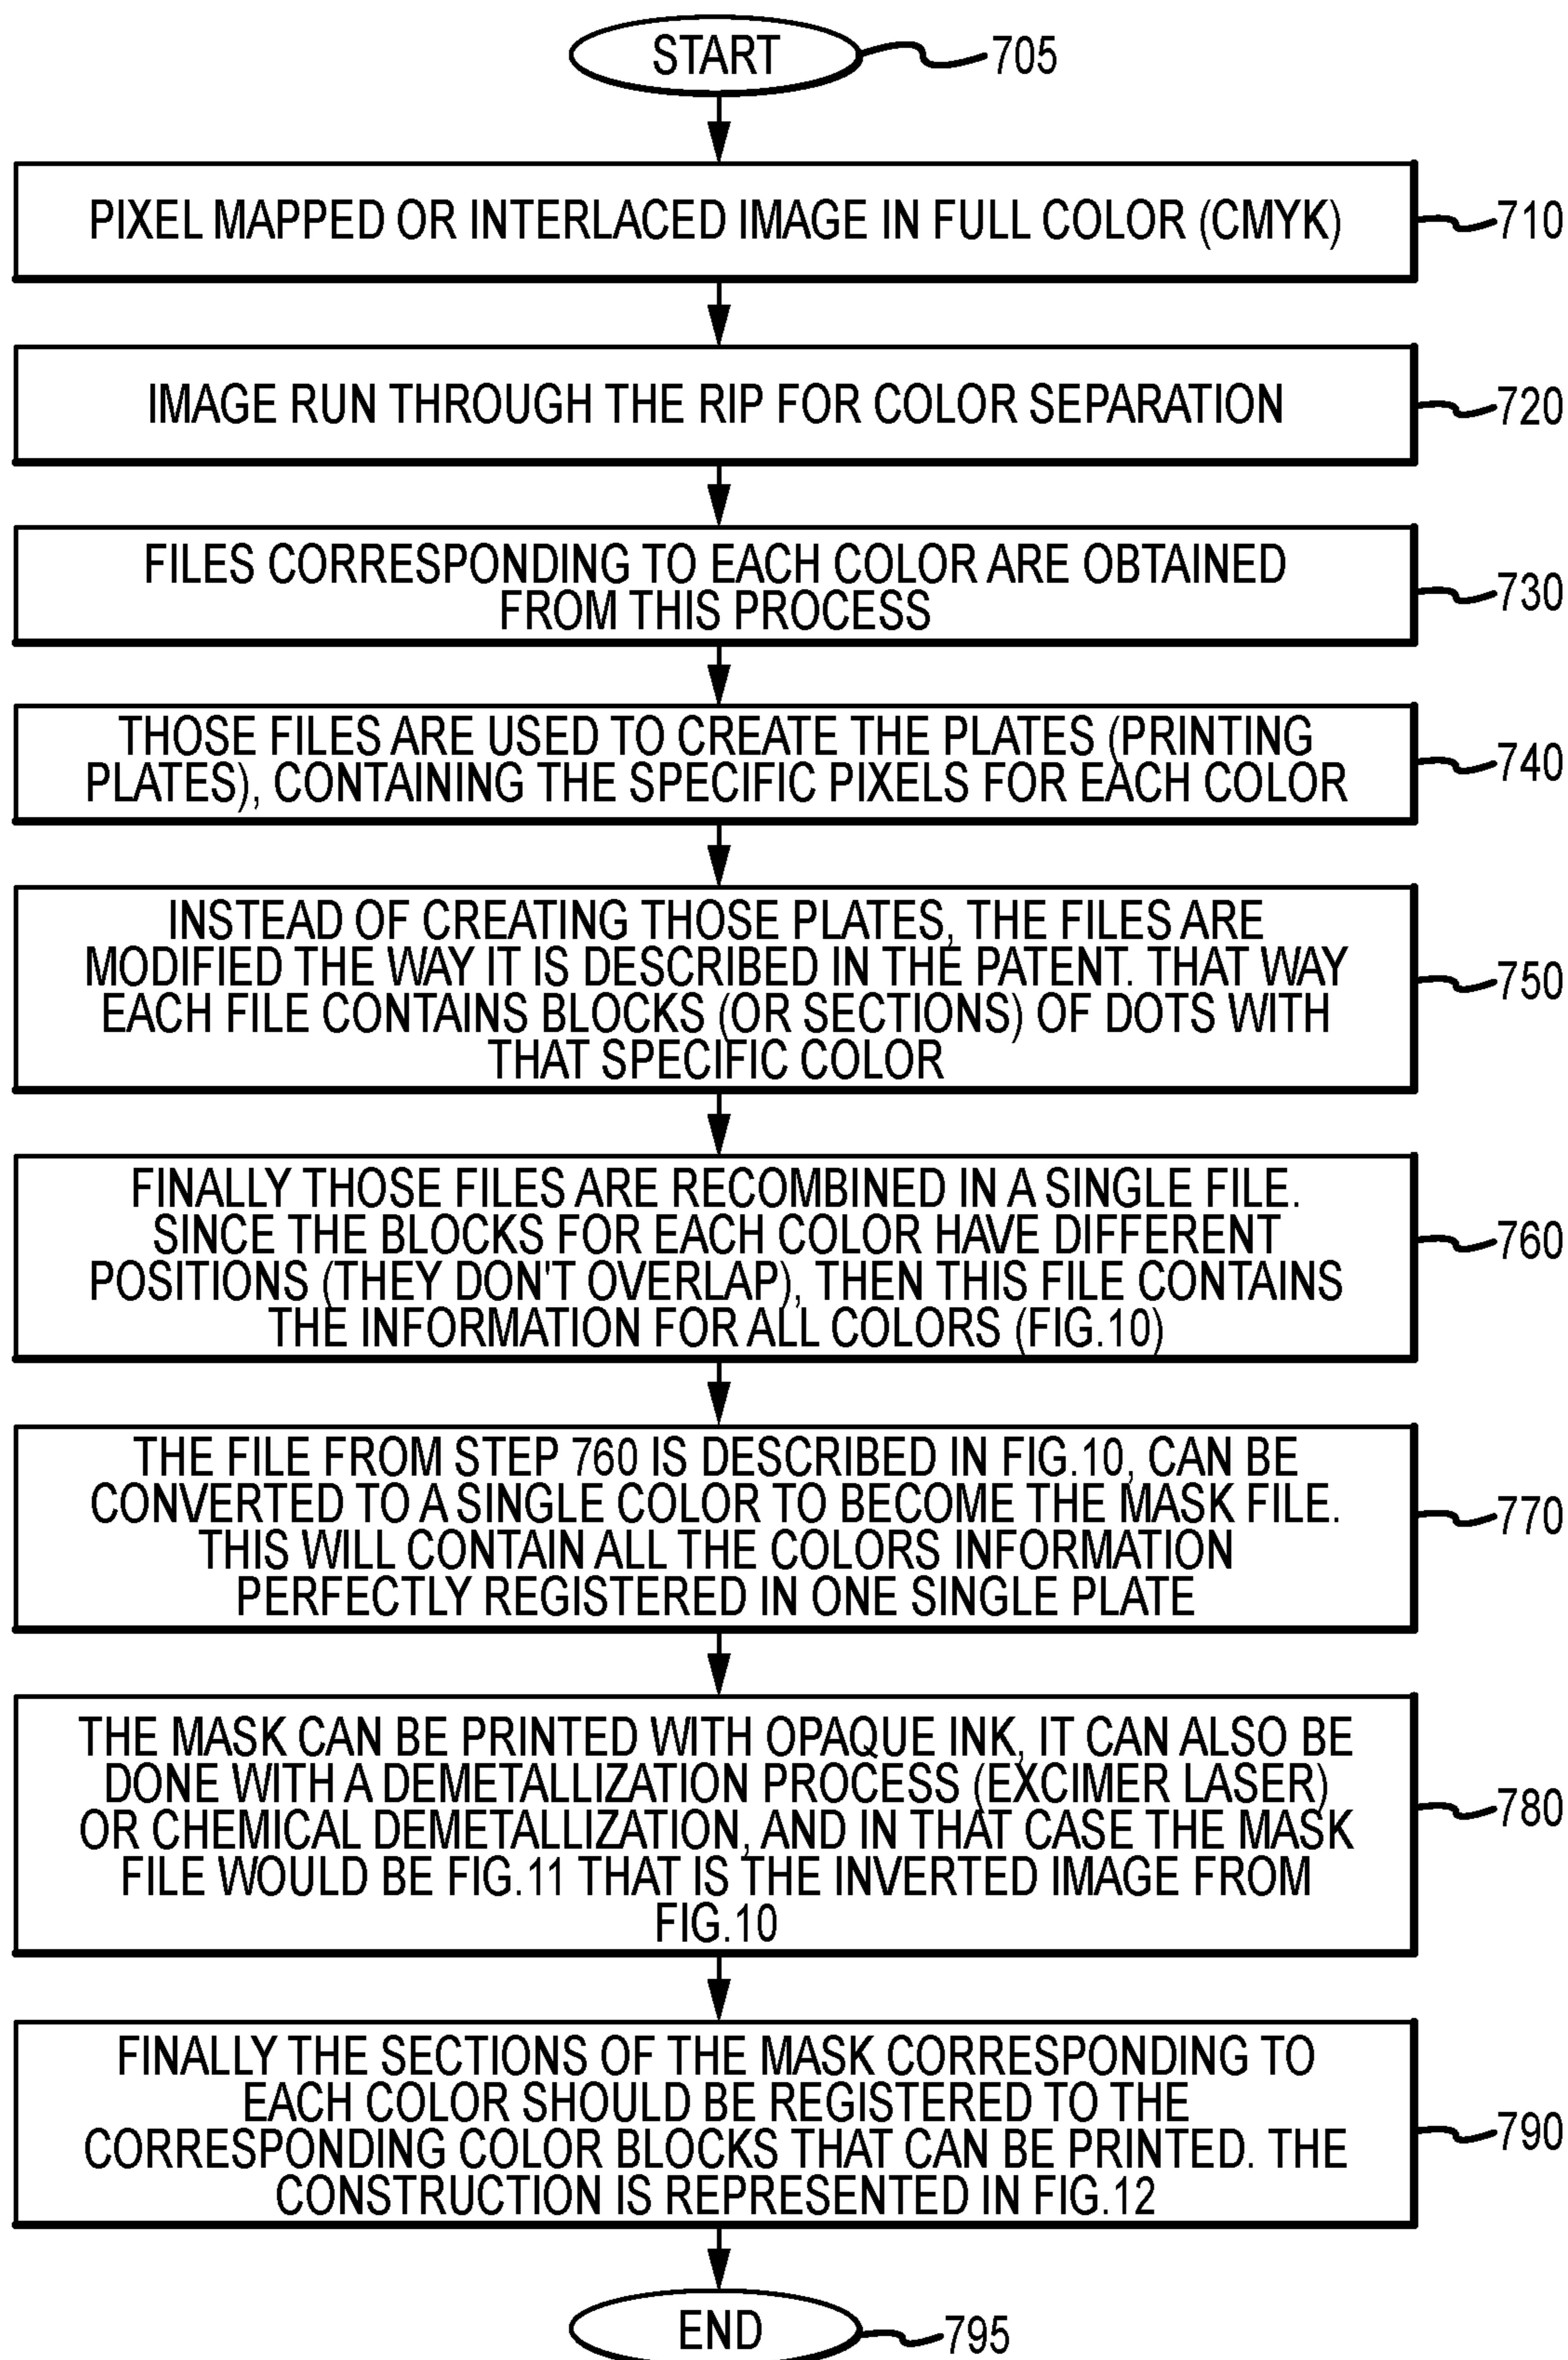 START
705
PIXEL MAPPED OR INTERLACED IMAGE IN FULL COLOR (CMYK)
710
IMAGE RUN THROUGH THE RIP FOR COLOR SEPARATION
720
FILES CORRESPONDING TO EACH COLOR ARE OBTAINED
FROM THIS PROCESS
730
THOSE FILES ARE USED TO CREATE THE PLATES (PRINTING
PLATES), CONTAINING THE SPECIFIC PIXELS FOR EACH COLOR
740
INSTEAD OF CREATING THOSE PLATES, THE FILES ARE
MODIFIED THE WAY IT IS DESCRIBED IN THE PATENT. THAT WAY
EACH FILE CONTAINS BLOCKS (OR SECTIONS) OF DOTS WITH
THAT SPECIFIC COLOR
750
FINALLY THOSE FILES ARE RECOMBINED IN A SINGLE FILE.
SINCE THE BLOCKS FOR EACH COLOR HAVE DIFFERENT
POSITIONS (THEY DON'T OVERLAP), THEN THIS FILE CONTAINS
THE INFORMATION FOR ALL COLORS (FIG.10)
760
THE FILE FROM STEP 760 IS DESCRIBED IN FIG.10, CAN BE
CONVERTED TO A SINGLE COLOR TO BECOME THE MASK FILE.
THIS WILL CONTAIN ALL THE COLORS INFORMATION
PERFECTLY REGISTERED IN ONE SINGLE PLATE
770
THE MASK CAN BE PRINTED WITH OPAQUE INK, IT CAN ALSO BE
DONE WITH A DEMETALLIZATION PROCESS (EXCIMER LASER)
OR CHEMICAL DEMETALLIZATION, AND IN THAT CASE THE MASK
FILE WOULD BE FIG.11 THAT IS THE INVERTED IMAGE FROM
FIG.10
780
FINALLY THE SECTIONS OF THE MASK CORRESPONDING TO
EACH COLOR SHOULD BE REGISTERED TO THE
CORRESPONDING COLOR BLOCKS THAT CAN BE PRINTED. THE
CONSTRUCTION IS REPRESENTED IN FIG.12
790
END
795